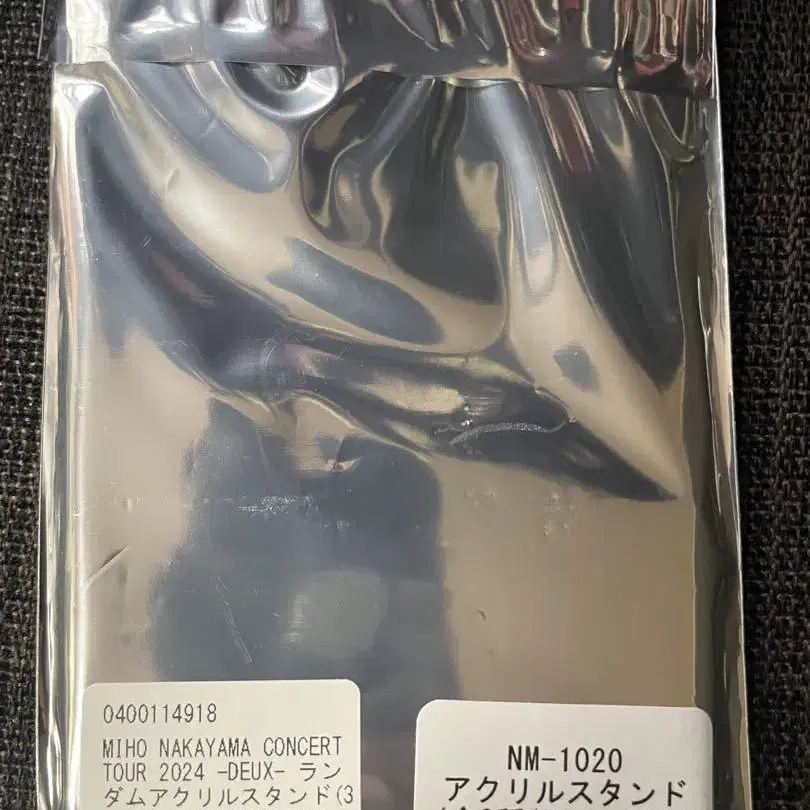 0400114918
MIHO NAKAYAMA CONCERT
TOUR 2024 -DEUX- ラン
ダムアクリルスタンド(3
NM-1020
アクリルスタンド